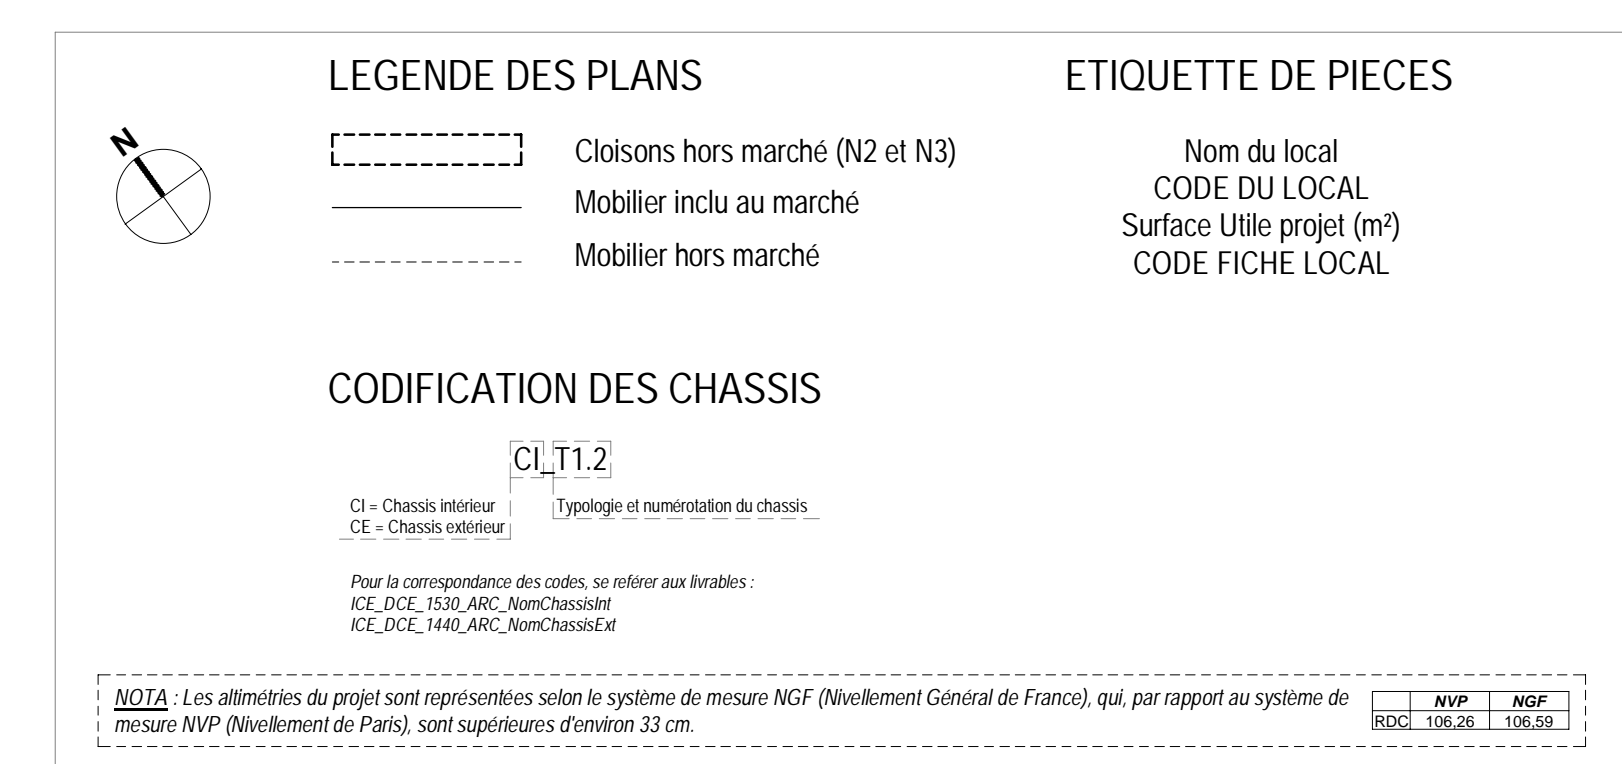 LEGENDE DES PLANS
N
Cloisons hors marché (N2 et N3)
Mobilier inclu au marché
Mobilier hors marché
ETIQUETTE DE PIECES
Nom du local
CODE DU LOCAL
Surface Utile projet (m²)
CODE FICHE LOCAL
CODIFICATION DES CHASSIS
CI_T1.2
CI = Chassis intérieur
CE = Chassis extérieur
Typologie et numérotation du chassis
Pour la correspondance des codes, se reférer aux livrables :
ICE_DCE_1530_ARC_NomChassisInt
ICE_DCE_1440_ARC_NomChassisExt
NOTA : Les altimétries du projet sont représentées selon le système de mesure NGF (Nivellement Général de France), qui, par rapport au système de
mesure NVP (Nivellement de Paris), sont supérieures d'environ 33 cm.
NVP NGF
RDC 106,26 106,59